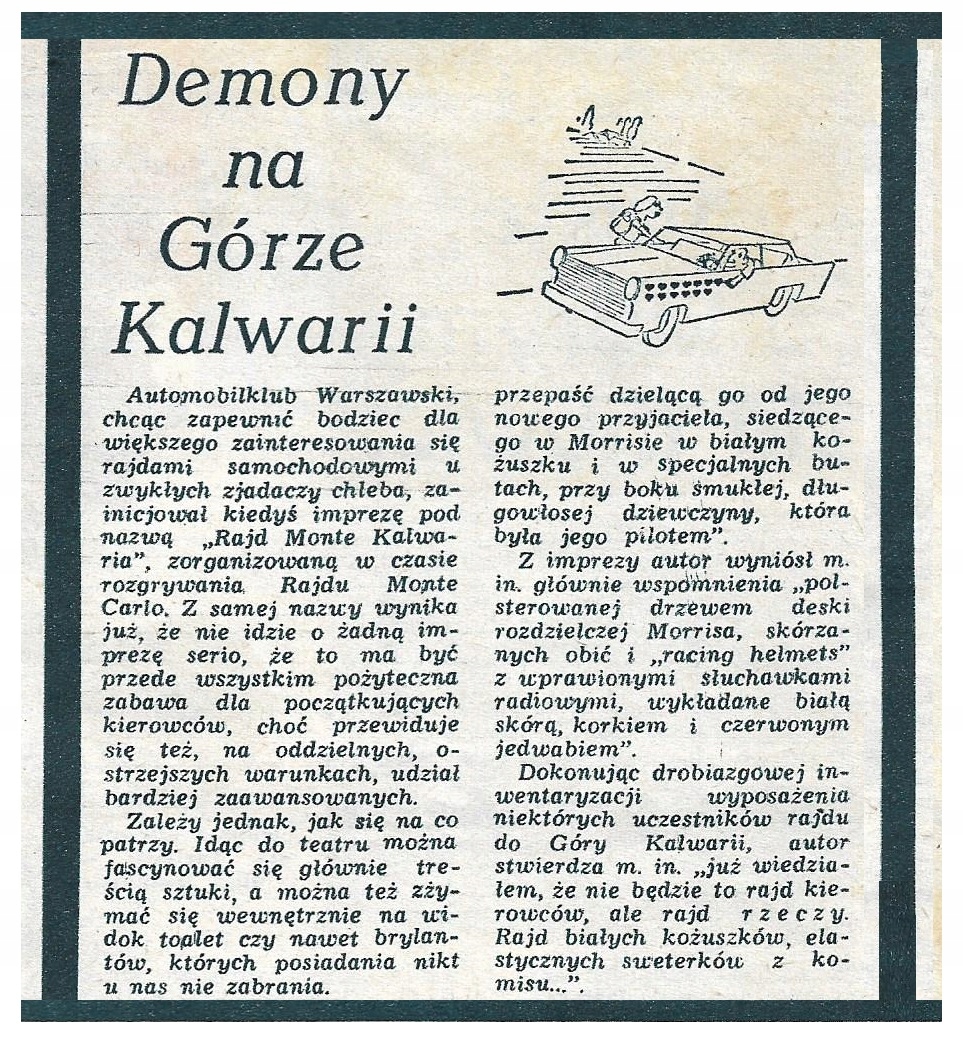 Demony
na
Górze
Kalwarii
Automobilklub Warszawski,
chcąc zapewnić bodziec dla
większego zainteresowania się
rajdami samochodowymi u
zwykłych zjadaczy chleba, za-
inicjował kiedyś imprezę pod
nazwą „Rajd Monte Kalwa-
ria”, zorganizowaną w czasie
rozgrywania Rajdu Monte
Carlo. Z samej nazwy wynika
już, że nie idzie o żadną im-
prezę serio, że to ma być
przede wszystkim pożyteczna
zabawa dla początkujących
kierowców, choć przewiduje
się też, na oddzielnych, o-
strzejszych warunkach, udział
bardziej zaawansowanych.
Zależy jednak, jak się na co
patrzy. Idąc do teatru można
fascynować się głównie tre-
ścią sztuki, a można też zży-
mać się wewnętrznie na wi-
dok toalet czy nawet brylan-
tów, których posiadania nikt
u nas nie zabrania.
przepaść dzielącą go od jego
nowego przyjaciela, siedzące-
go w Morrisie w białym ko-
żuszku i w specjalnych bu-
tach, przy boku smukłej, dłu-
gowłosej dziewczyny, która
była jego pilotem”.
Z imprezy autor wyniósł m.
in. głównie wspomnienia „pol-
sterowanej drzewem deski
rozdzielczej Morrisa, skórza-
nych obić i „racing helmets”
z wprawionymi słuchawkami
radiowymi, wykładane białą
skórą, korkiem i czerwonym
jedwabiem”.
Dokonując drobiazgowej in-
wentaryzacji wyposażenia
niektórych uczestników rajdu
do Góry Kalwarii, autor
stwierdza m. in. „już wiedzia-
łem, że nie będzie to rajd kie-
rowców, ale rajd rzeczy.
Rajd białych kożuszków, ela-
stycznych sweterków z ko-
misu...”.